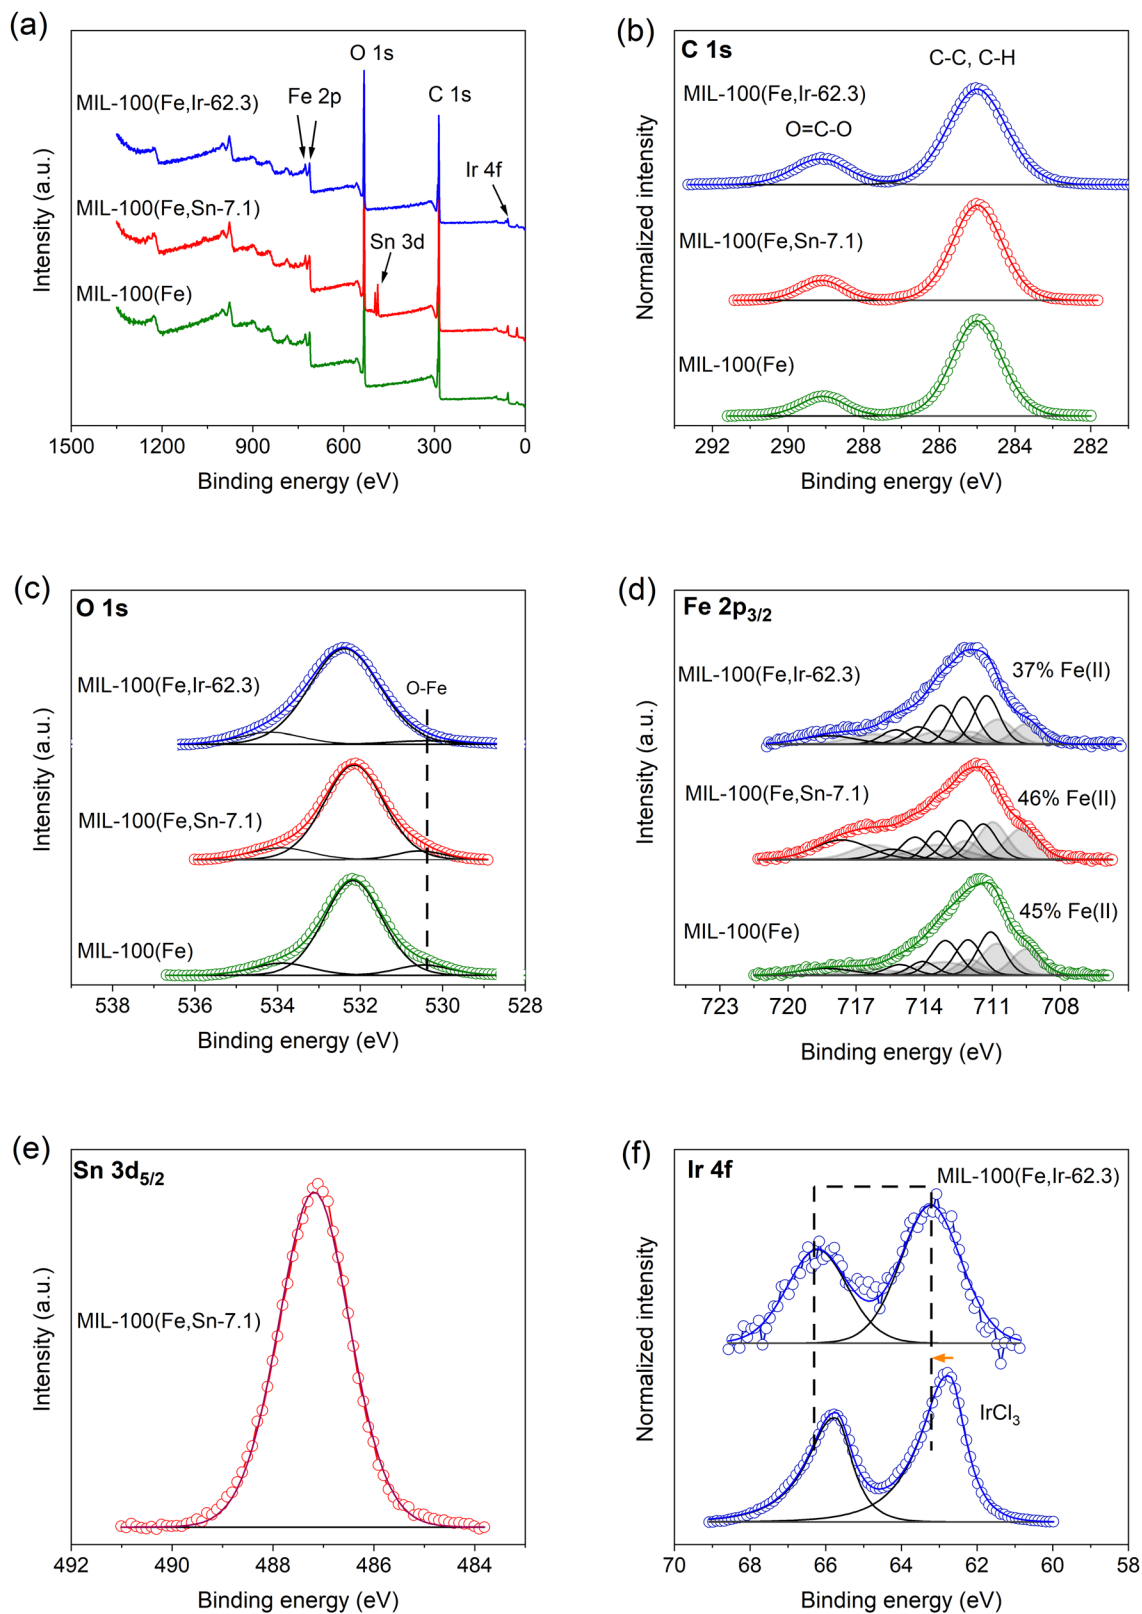 (a)
O 1s
MIL-100(Fe,Ir-62.3)
Fe 2p
C 1s
Ir 4f
MIL-100(Fe,Sn-7.1)
Sn 3d
MIL-100(Fe)
Intensity (a.u.)
1500 1200 900 600 300 0
Binding energy (eV)
(b)
C 1s
C-C, C-H
MIL-100(Fe,Ir-62.3)
O=C-O
MIL-100(Fe,Sn-7.1)
MIL-100(Fe)
Normalized intensity
292 290 288 286 284 282
Binding energy (eV)
(c)
O 1s
MIL-100(Fe,Ir-62.3)
O-Fe
MIL-100(Fe,Sn-7.1)
MIL-100(Fe)
Intensity (a.u.)
538 536 534 532 530 528
Binding energy (eV)
(d)
Fe 2p3/2
MIL-100(Fe,Ir-62.3)
37% Fe(II)
MIL-100(Fe,Sn-7.1)
46% Fe(II)
45% Fe(II)
MIL-100(Fe)
Intensity (a.u.)
723 720 717 714 711 708
Binding energy (eV)
(e)
Sn 3d5/2
MIL-100(Fe,Sn-7.1)
Intensity (a.u.)
492 490 488 486 484
Binding energy (eV)
(f)
Ir 4f
MIL-100(Fe,Ir-62.3)
IrCl3
Normalized intensity
70 68 66 64 62 60 58
Binding energy (eV)